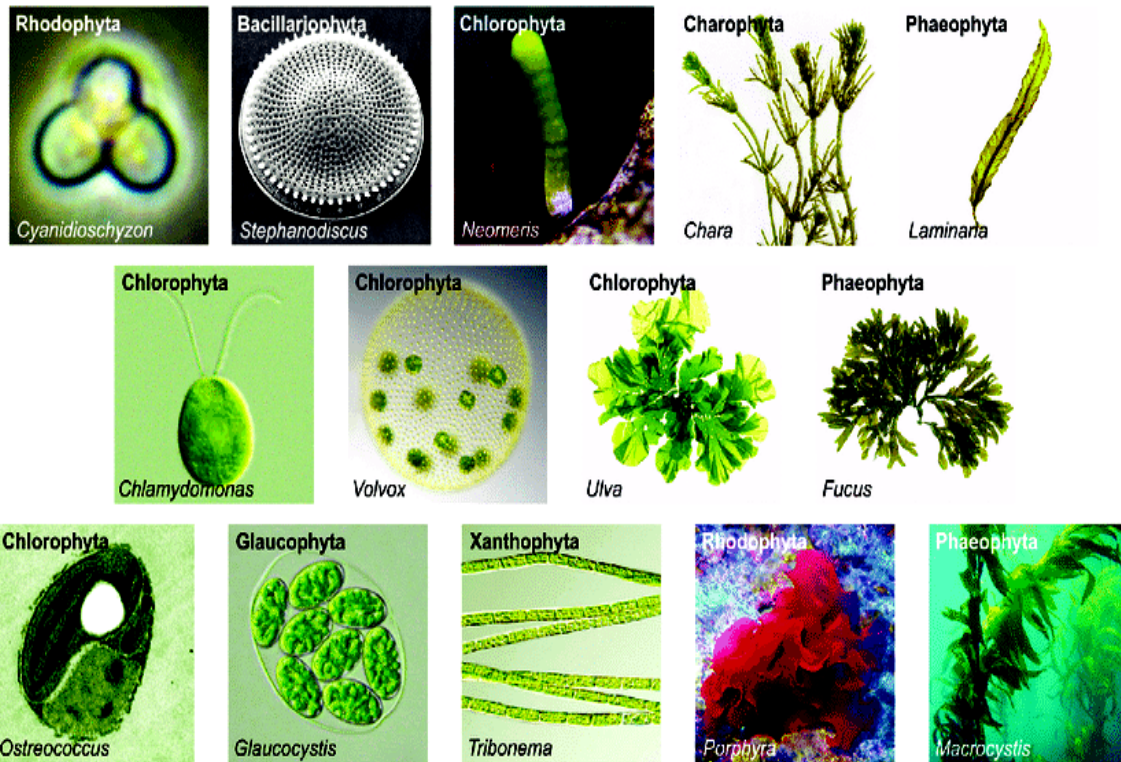 Rhodophyta
Cyanidioschyzon
Bacillariophyta
Stephanodiscus
Chlorophyta
Neomeris
Charophyta
Chara
Phaeophyta
Laminaria
Chlorophyta
Chlamydomonas
Chlorophyta
Volvox
Chlorophyta
Ulva
Phaeophyta
Fucus
Chlorophyta
Ostreococcus
Glaucophyta
Glaucocystis
Xanthophyta
Tribonema
Rhodophyta
Porphyra
Phaeophyta
Macrocystis